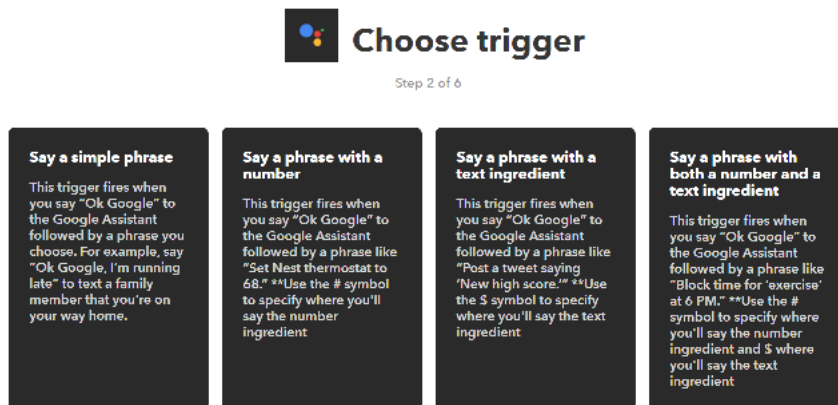 Choose trigger
Step 2 of 6
Say a simple phrase
This trigger fires when
you say "Ok Google" to
the Google Assistant
followed by a phrase you
choose. For example, say
"Ok Google, I'm running
late" to text a family
member that you're on
your way home.
Say a phrase with a
number
This trigger fires when
you say "Ok Google" to
the Google Assistant
followed by a phrase like
"Set Nest thermostat to
68." **Use the # symbol
to specify where you'll
say the number
ingredient
Say a phrase with a
text ingredient
This trigger fires when
you say "Ok Google" to
the Google Assistant
followed by a phrase like
"Post a tweet saying
'New high score.'" **Use
the $ symbol to specify
where you'll say the text
ingredient
Say a phrase with
both a number and a
text ingredient
This trigger fires when
you say "Ok Google" to
the Google Assistant
followed by a phrase like
"Block time for 'exercise'
at 6 PM." **Use the #
symbol to specify where
you'll say the number
ingredient and $ where
you'll say the text
ingredient